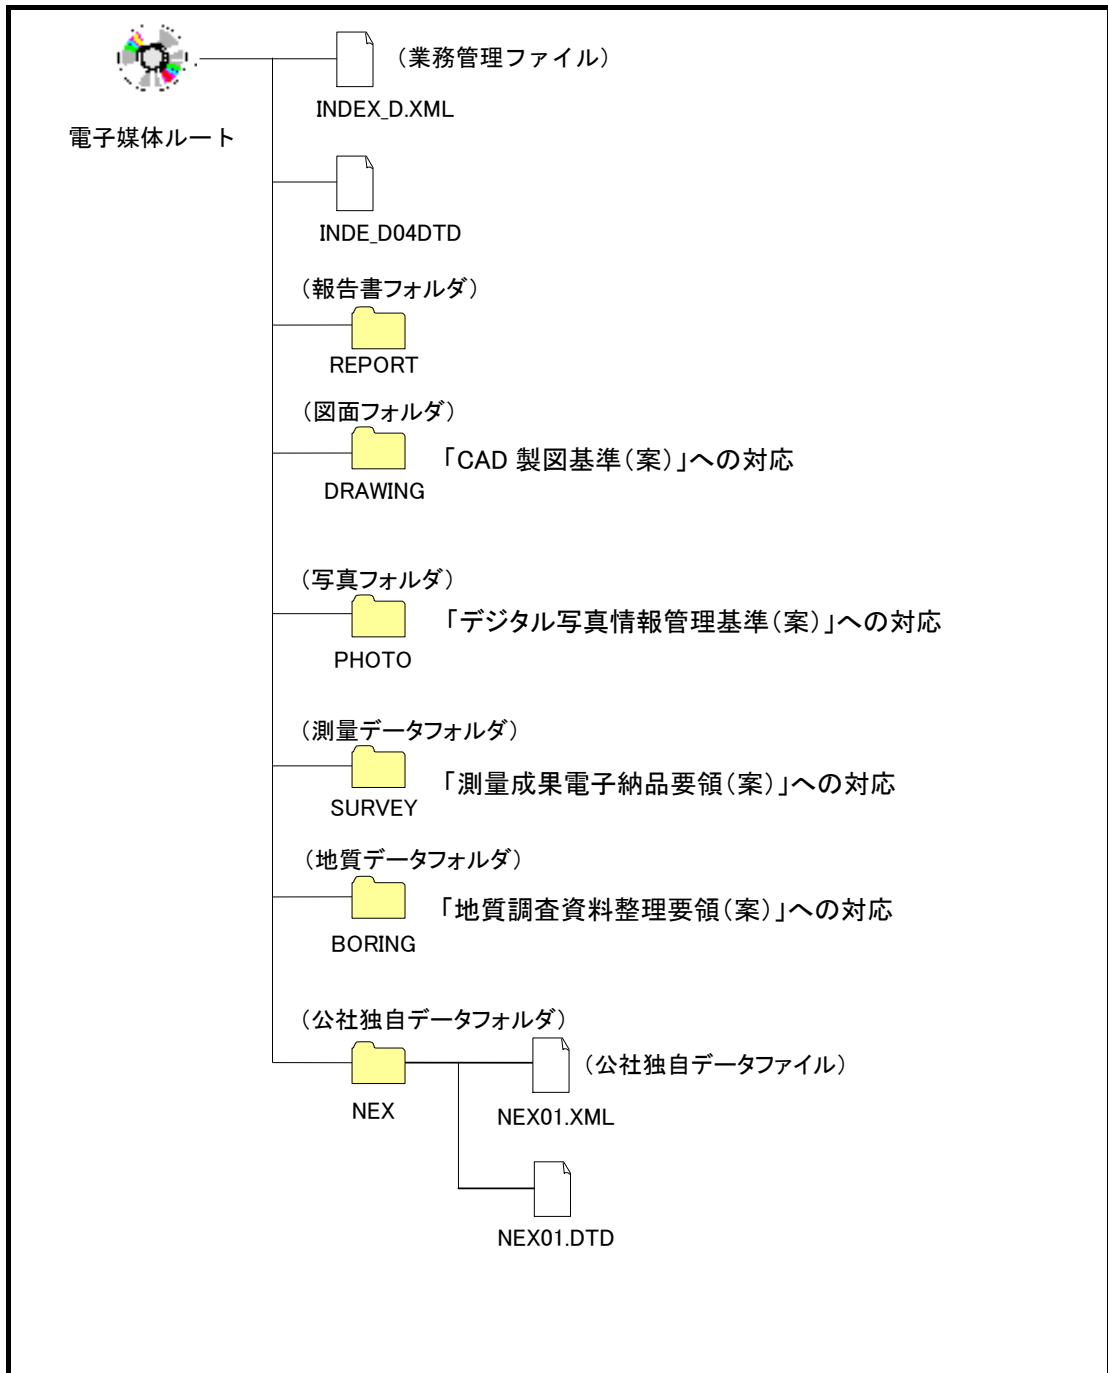 （業務管理ファイル）
INDEX_D.XML
電子媒体ルート
INDE_D04DTD
（報告書フォルダ）
REPORT
（図面フォルダ）
「CAD 製図基準（案）」への対応
DRAWING
（写真フォルダ）
「デジタル写真情報管理基準（案）」への対応
PHOTO
（測量データフォルダ）
「測量成果電子納品要領（案）」への対応
SURVEY
（地質データフォルダ）
「地質調査資料整理要領（案）」への対応
BORING
（公社独自データフォルダ）
（公社独自データファイル）
NEX
NEX01.XML
NEX01.DTD